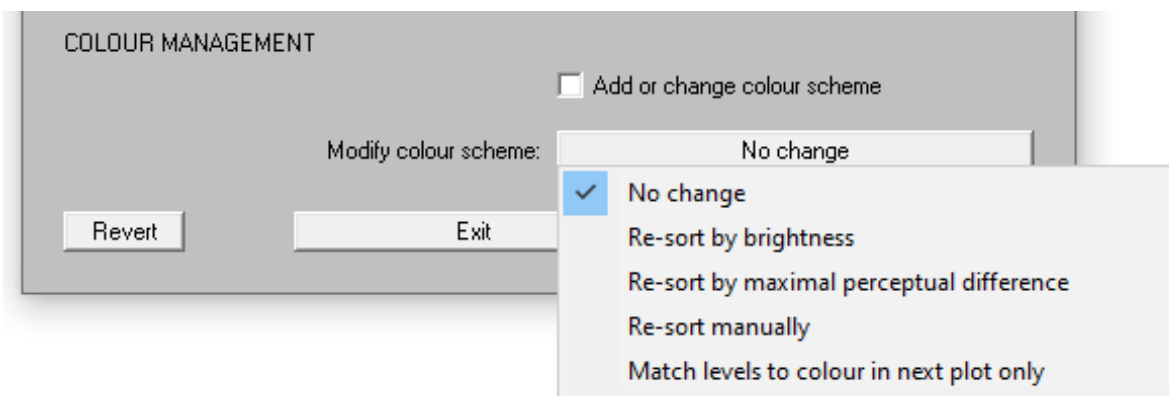 COLOUR MANAGEMENT
Add or change colour scheme
Modify colour scheme: No change
No change
Re-sort by brightness
Revert Exit
Re-sort by maximal perceptual difference
Re-sort manually
Match levels to colour in next plot only